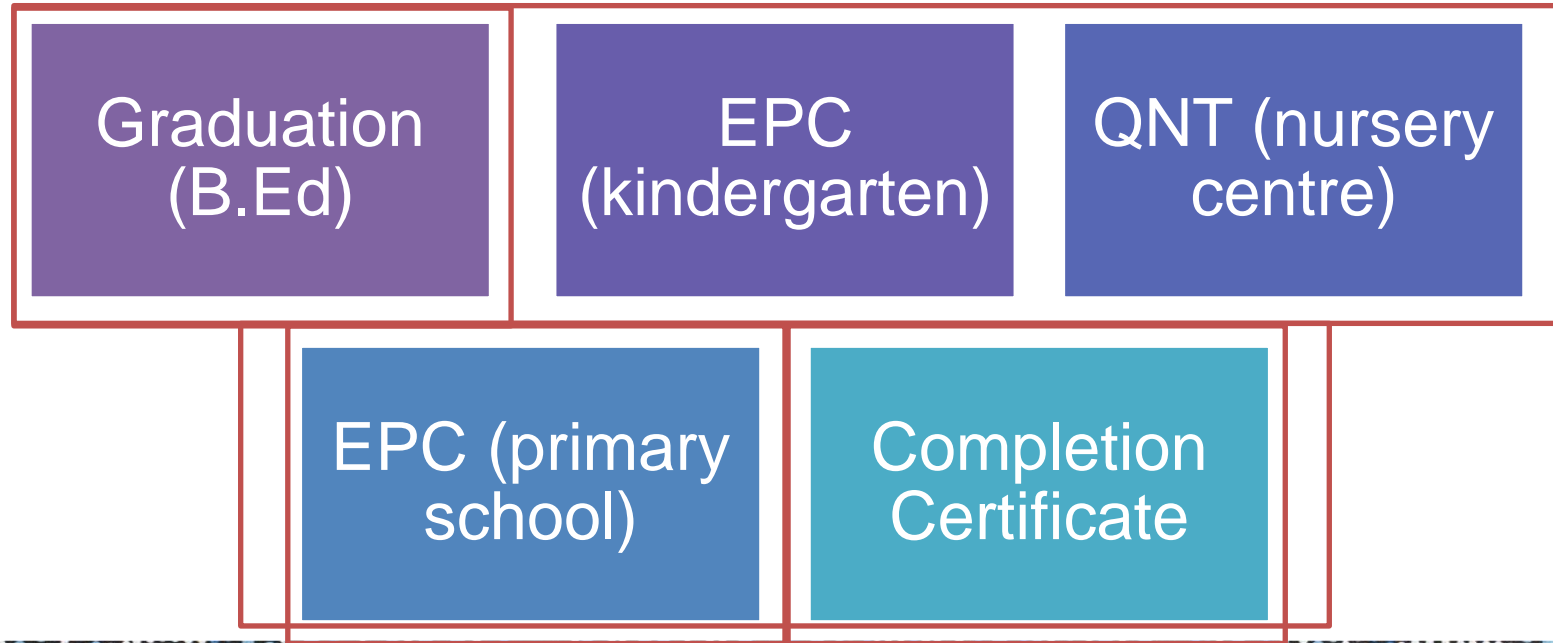 Graduation
(B.Ed)
EPC
(kindergarten)
QNT (nursery
centre)
EPC (primary
school)
Completion
Certificate